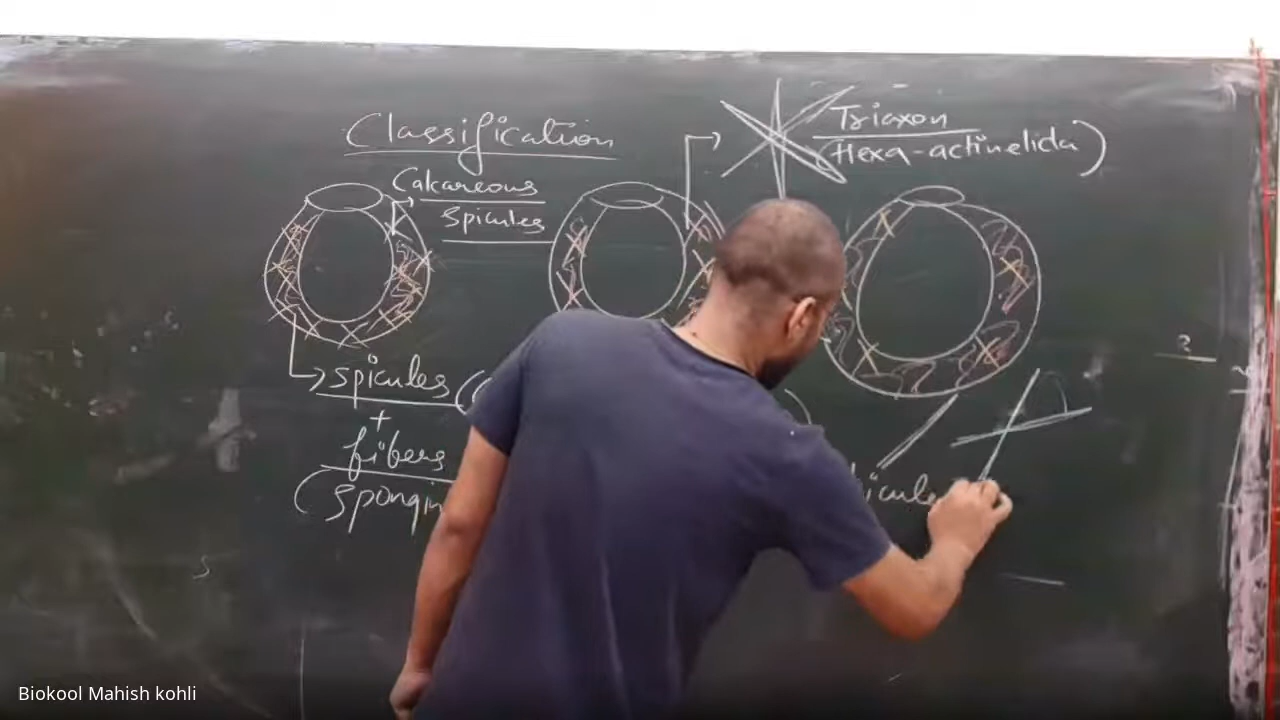 Classification
Triaxon
(Hexa-actinelida)
Calcareous
Spicules
?
Spicules (
+
fibers
(Spongin
Biokool Mahish kohli